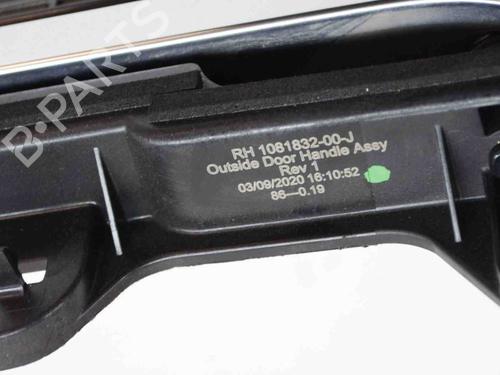 RH 1081832-00-J
Outside Door Handle Assy
Rev 1
03/09/2020 16:10:52
86—0.19
B-PARTS